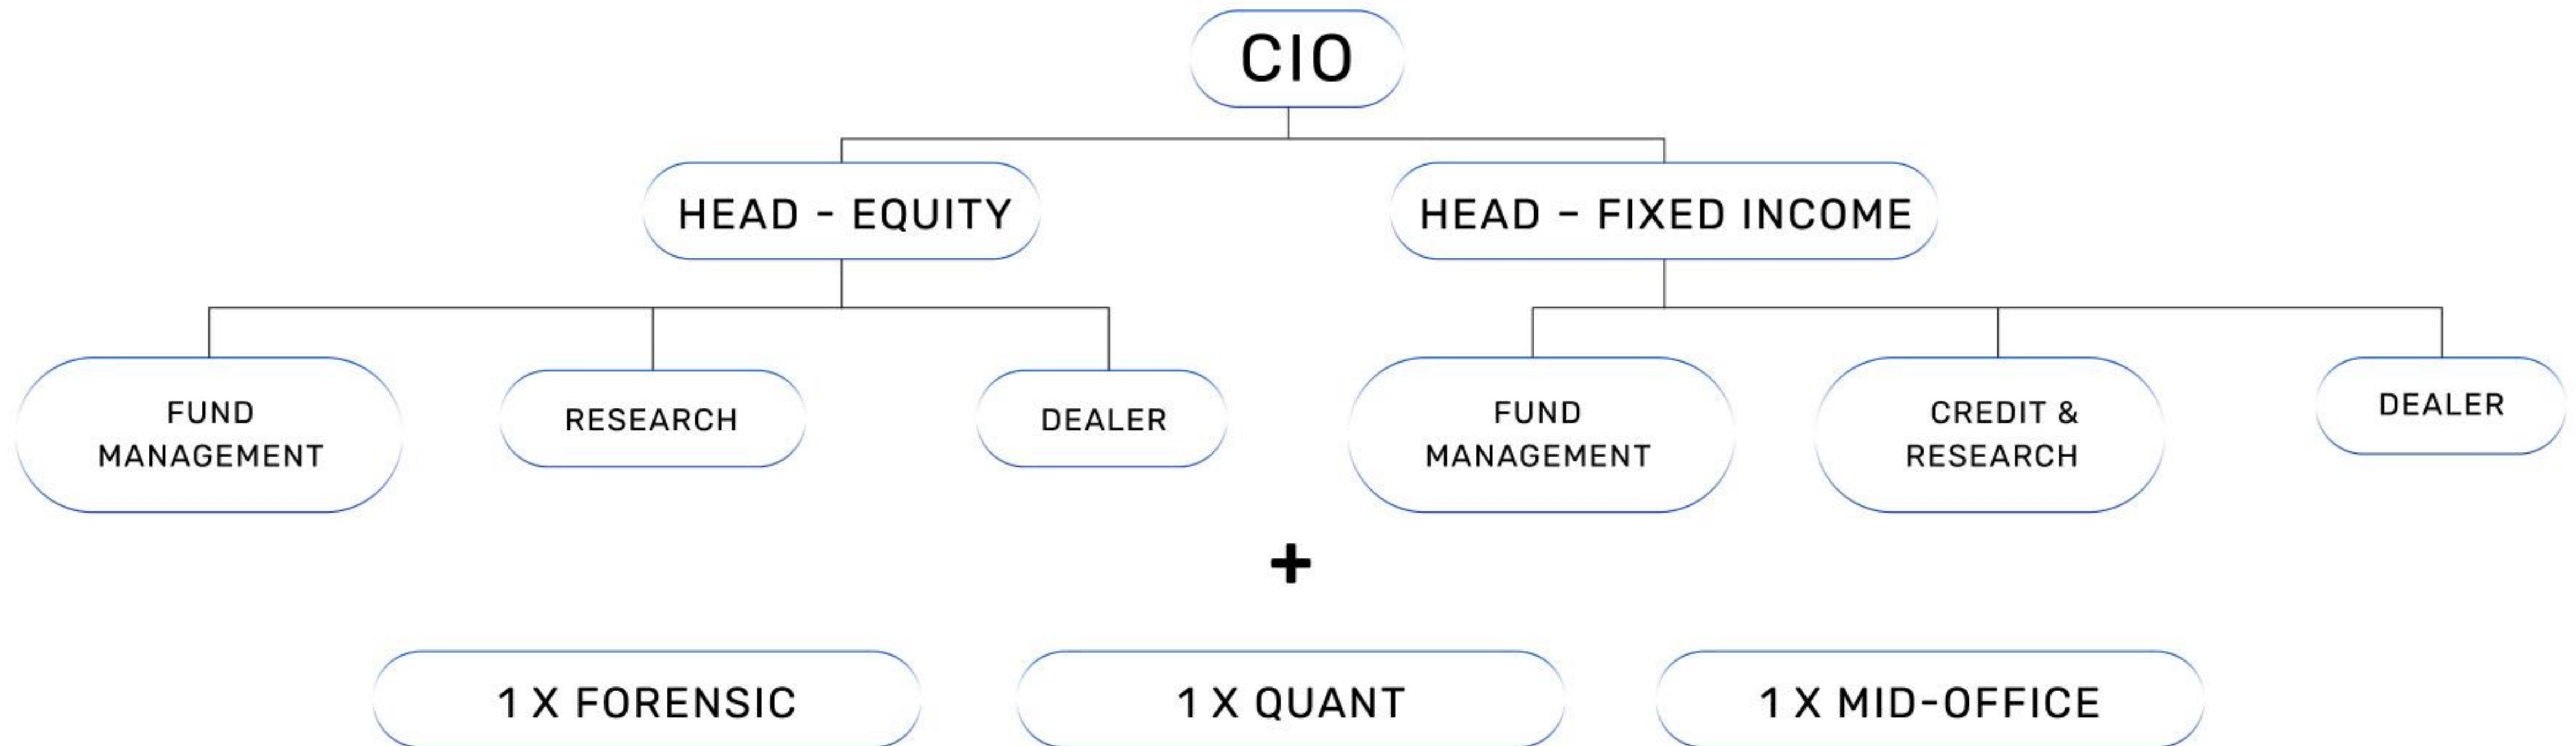 CIO
HEAD - EQUITY
HEAD – FIXED INCOME
FUND
MANAGEMENT
RESEARCH
DEALER
FUND
MANAGEMENT
CREDIT &
RESEARCH
DEALER
+
1 X FORENSIC
1 X QUANT
1 X MID-OFFICE